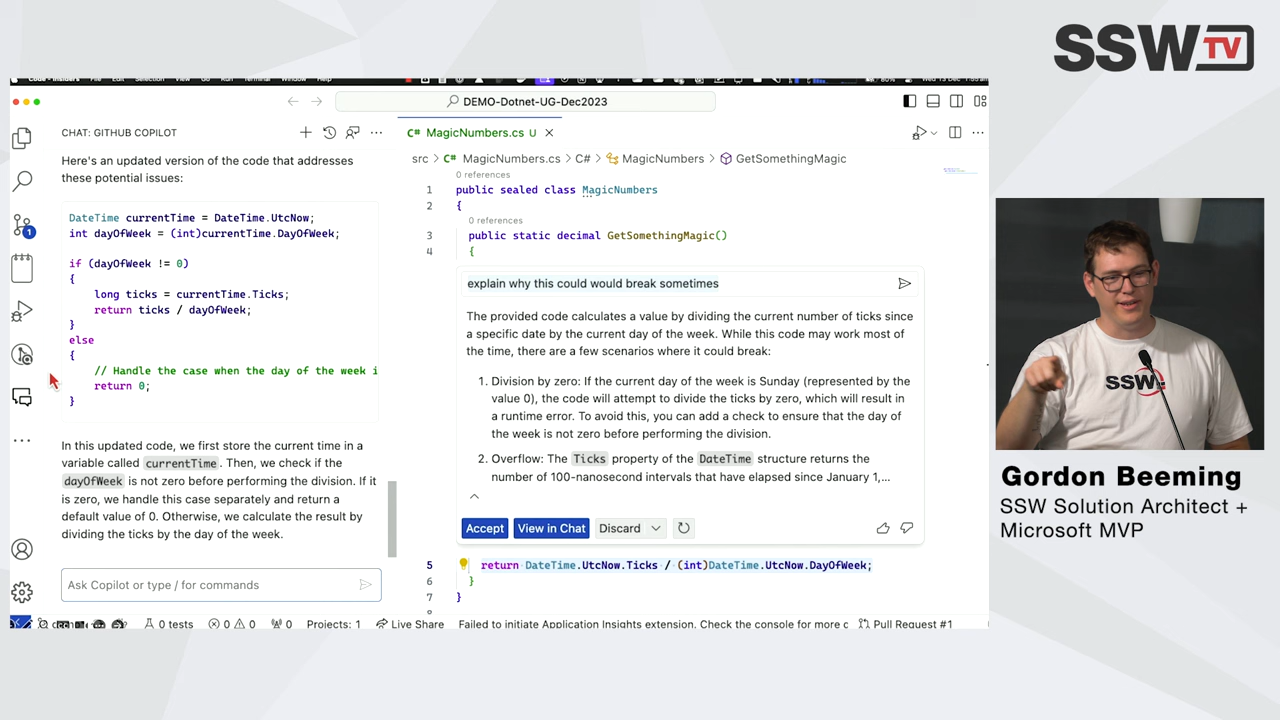 SSW TV
DEMO-Dotnet-UG-Dec2023
CHAT: GITHUB COPILOT
Here's an updated version of the code that addresses
these potential issues:
DateTime currentTime = DateTime.UtcNow;
int dayOfWeek = (int)currentTime.DayOfWeek;
if (dayOfWeek != 0)
{
long ticks = currentTime.Ticks;
return ticks / dayOfWeek;
}
else
{
// Handle the case when the day of the week i
return 0;
}
In this updated code, we first store the current time in a
variable called currentTime. Then, we check if the
dayOfWeek is not zero before performing the division. If it
is zero, we handle this case separately and return a
default value of 0. Otherwise, we calculate the result by
dividing the ticks by the day of the week.
Ask Copilot or type / for commands
1
C# MagicNumbers.cs U
src > C# MagicNumbers.cs > C# > MagicNumbers > GetSomethingMagic
0 references
1 public sealed class MagicNumbers
2 {
0 references
3 public static decimal GetSomethingMagic()
4 {
explain why this could would break sometimes
The provided code calculates a value by dividing the current number of ticks since
a specific date by the current day of the week. While this code may work most of
the time, there are a few scenarios where it could break:
1. Division by zero: If the current day of the week is Sunday (represented by the
value 0), the code will attempt to divide the ticks by zero, which will result in
a runtime error. To avoid this, you can add a check to ensure that the day of
the week is not zero before performing the division.
2. Overflow: The Ticks property of the DateTime structure returns the
number of 100-nanosecond intervals that have elapsed since January 1,...
Accept View in Chat Discard
5 return DateTime.UtcNow.Ticks / (int)DateTime.UtcNow.DayOfWeek;
6 }
7 }
0 tests 0 0 0 Projects: 1 Live Share Failed to initiate Application Insights extension. Check the console for more Pull Request #1
SSW
Gordon Beeming
SSW Solution Architect +
Microsoft MVP